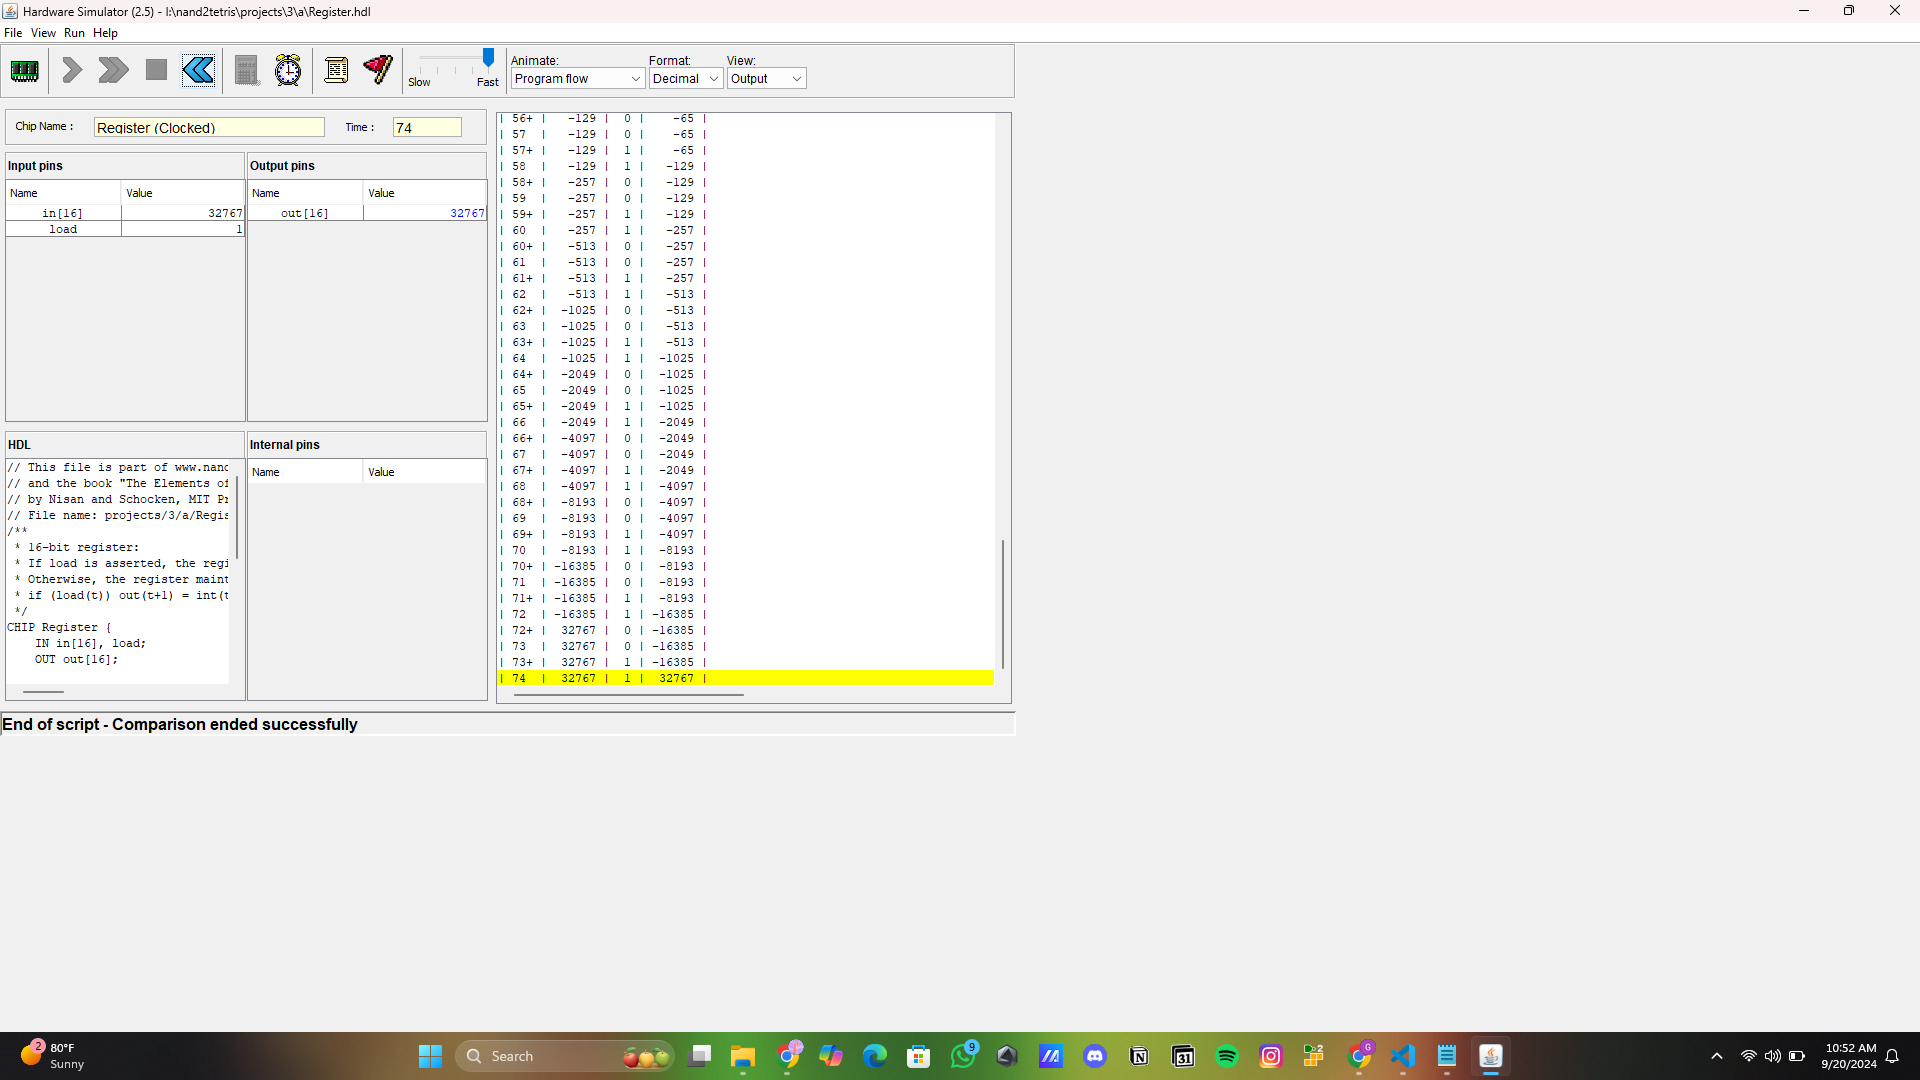 Hardware Simulator (2.5) - I:\nand2tetris\projects\3\a\Register.hdl
File View Run Help
Slow Fast
Animate: Format: View:
Program flow Decimal Output
Chip Name : Register (Clocked) Time : 74
Input pins Output pins
Name Value Name Value
in[16] 32767 out[16] 32767
load 1
HDL Internal pins
Name Value
// This file is part of www.nand
// and the book "The Elements of
// by Nisan and Schocken, MIT Pr
// File name: projects/3/a/Regis
/**
* 16-bit register:
* If load is asserted, the regi
* Otherwise, the register maint
* if (load(t)) out(t+1) = int(t
*/
CHIP Register {
IN in[16], load;
OUT out[16];
| 56+ | -129 | 0 | -65 |
| 57 | -129 | 0 | -65 |
| 57+ | -129 | 1 | -65 |
| 58 | -129 | 1 | -129 |
| 58+ | -257 | 0 | -129 |
| 59 | -257 | 0 | -129 |
| 59+ | -257 | 1 | -129 |
| 60 | -257 | 1 | -257 |
| 60+ | -513 | 0 | -257 |
| 61 | -513 | 0 | -257 |
| 61+ | -513 | 1 | -257 |
| 62 | -513 | 1 | -513 |
| 62+ | -1025 | 0 | -513 |
| 63 | -1025 | 0 | -513 |
| 63+ | -1025 | 1 | -513 |
| 64 | -1025 | 1 | -1025 |
| 64+ | -2049 | 0 | -1025 |
| 65 | -2049 | 0 | -1025 |
| 65+ | -2049 | 1 | -1025 |
| 66 | -2049 | 1 | -2049 |
| 66+ | -4097 | 0 | -2049 |
| 67 | -4097 | 0 | -2049 |
| 67+ | -4097 | 1 | -2049 |
| 68 | -4097 | 1 | -4097 |
| 68+ | -8193 | 0 | -4097 |
| 69 | -8193 | 0 | -4097 |
| 69+ | -8193 | 1 | -4097 |
| 70 | -8193 | 1 | -8193 |
| 70+ | -16385 | 0 | -8193 |
| 71 | -16385 | 0 | -8193 |
| 71+ | -16385 | 1 | -8193 |
| 72 | -16385 | 1 | -16385 |
| 72+ | 32767 | 0 | -16385 |
| 73 | 32767 | 0 | -16385 |
| 73+ | 32767 | 1 | -16385 |
| 74 | 32767 | 1 | 32767 |
End of script - Comparison ended successfully
2
80°F
Sunny
Search
9
31
G
10:52 AM
9/20/2024